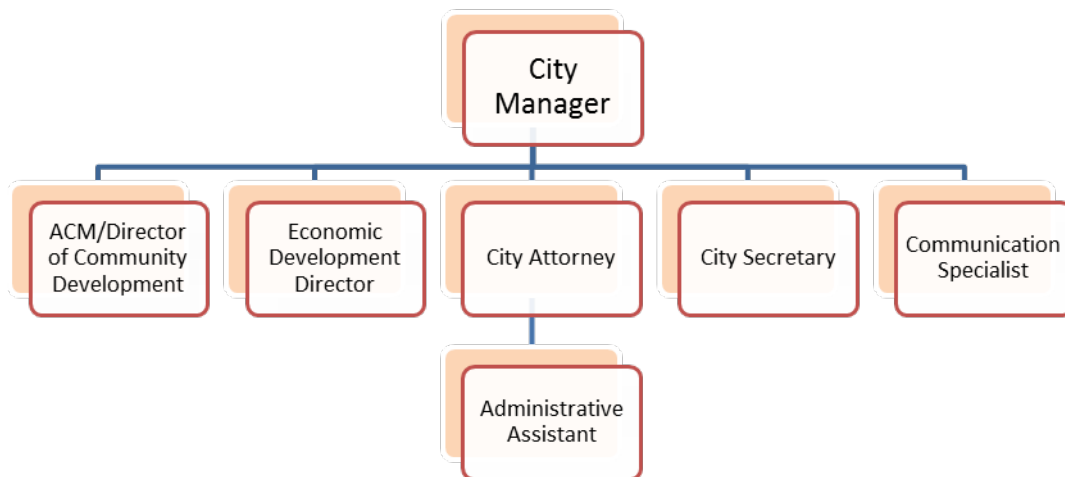 City
Manager
ACM/Director
of Community
Development
Economic
Development
Director
City Attorney
City Secretary
Communication
Specialist
Administrative
Assistant